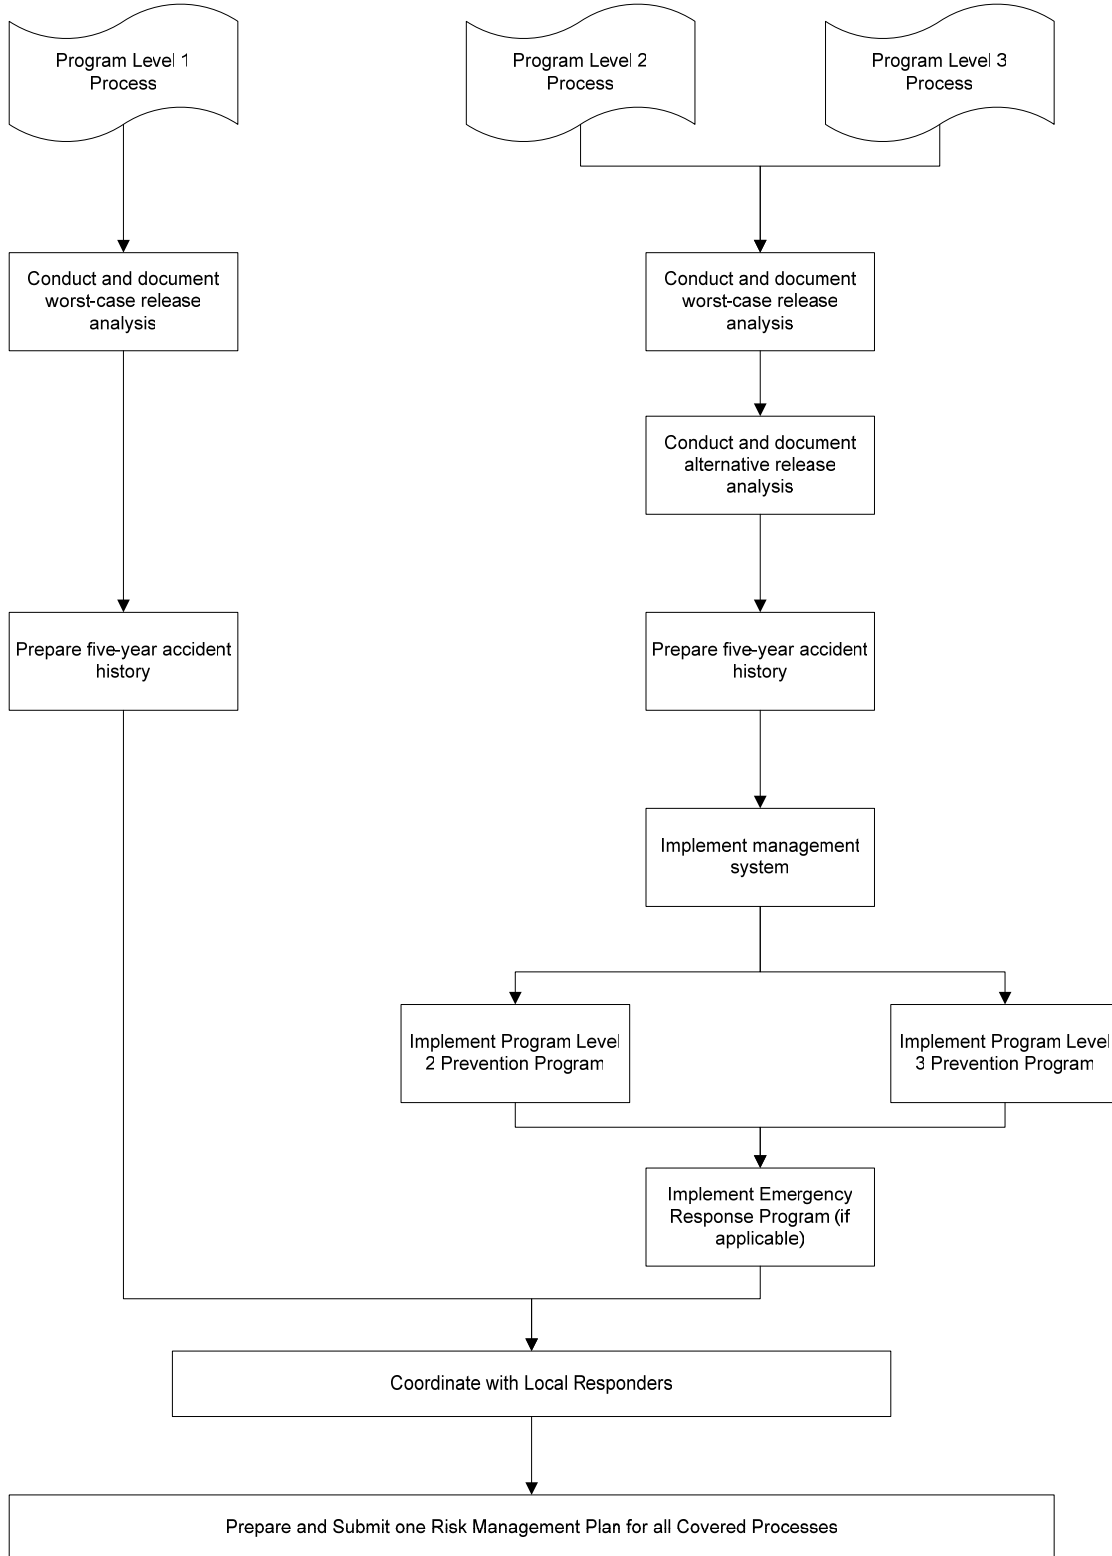 Program Level 1
Process
Program Level 2
Process
Program Level 3
Process
Conduct and document
worst-case release
analysis
Conduct and document
worst-case release
analysis
Conduct and document
alternative release
analysis
Prepare five-year accident
history
Prepare five-year accident
history
Implement management
system
Implement Program Level
2 Prevention Program
Implement Program Level
3 Prevention Program
Implement Emergency
Response Program (if
applicable)
Coordinate with Local Responders
Prepare and Submit one Risk Management Plan for all Covered Processes